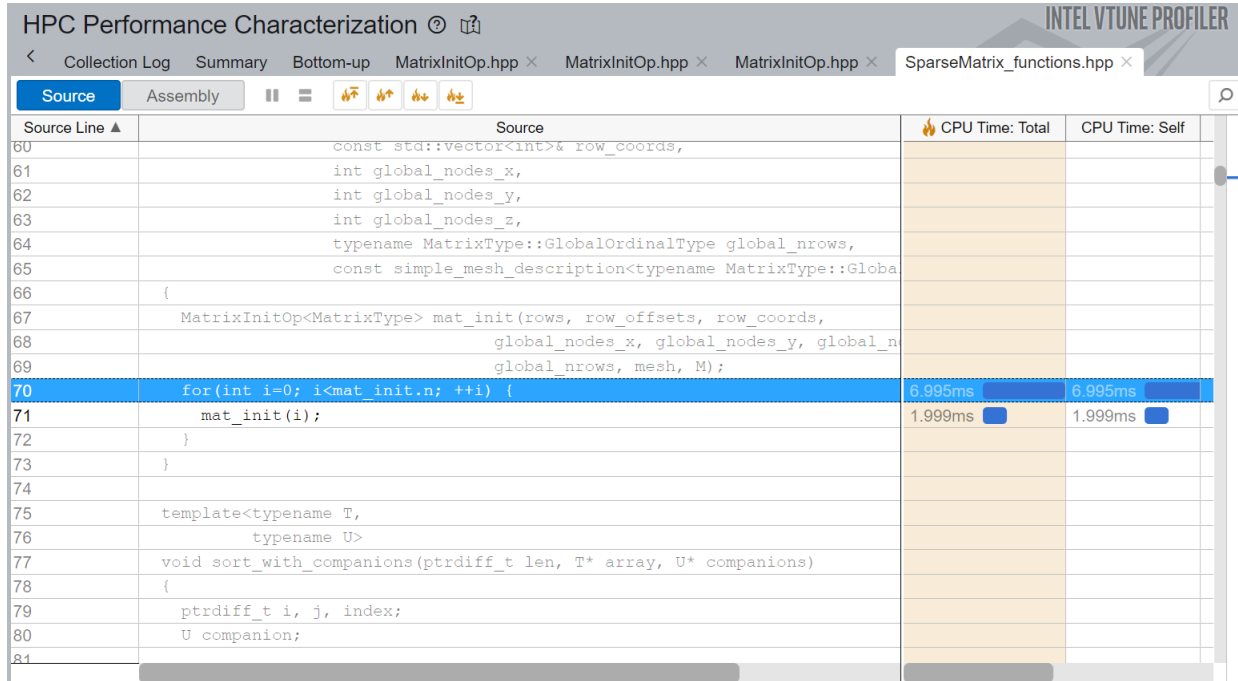 HPC Performance Characterization
INTEL VTUNE PROFILER
Collection Log Summary Bottom-up MatrixInitOp.hpp × MatrixInitOp.hpp × MatrixInitOp.hpp × SparseMatrix_functions.hpp ×
Source Assembly
Source Line ▲ Source CPU Time: Total CPU Time: Self
60 const std::vector<int>& row_coords,
61 int global_nodes_x,
62 int global_nodes_y,
63 int global_nodes_z,
64 typename MatrixType::GlobalOrdinalType global_nrows,
65 const simple_mesh_description<typename MatrixType::Globa
66 {
67 MatrixInitOp<MatrixType> mat_init(rows, row_offsets, row_coords,
68 global_nodes_x, global_nodes_y, global_n
69 global_nrows, mesh, M);
70 for(int i=0; i<mat_init.n; ++i) { 6.995ms 6.995ms
71 mat_init(i); 1.999ms 1.999ms
72 }
73 }
74
75 template<typename T,
76 typename U>
77 void sort_with_companions(ptrdiff_t len, T* array, U* companions)
78 {
79 ptrdiff_t i, j, index;
80 U companion;
81